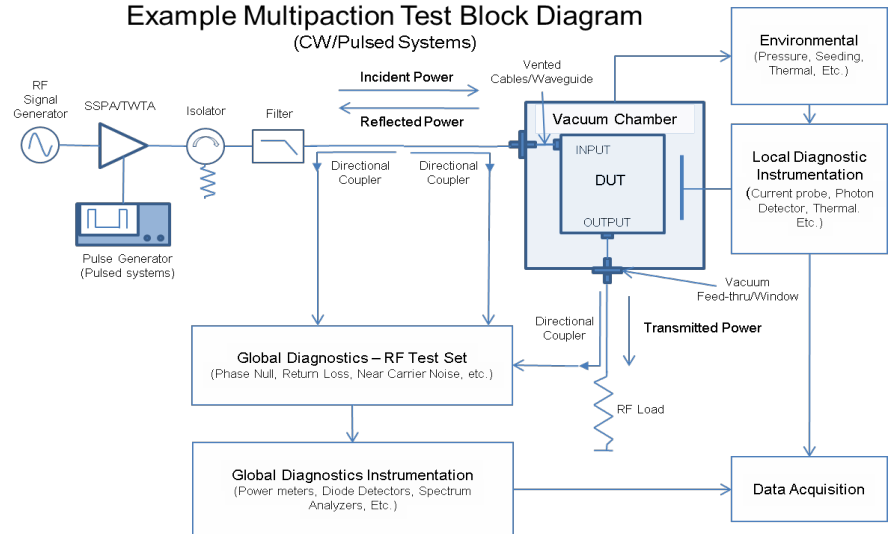 Example Multipaction Test Block Diagram
(CW/Pulsed Systems)
RF
Signal
Generator
SSPA/TWTA
Isolator
Filter
Incident Power
Reflected Power
Vented
Cables/Waveguide
Environmental
(Pressure, Seeding,
Thermal, Etc.)
Vacuum Chamber
INPUT
DUT
OUTPUT
Directional
Coupler
Directional
Coupler
Local Diagnostic
Instrumentation
(Current probe, Photon
Detector, Thermal.
Etc.)
Pulse Generator
(Pulsed systems)
Vacuum
Feed-thru/Window
Directional
Coupler
Transmitted Power
Global Diagnostics – RF Test Set
(Phase Null, Return Loss, Near Carrier Noise, etc.)
RF Load
Global Diagnostics Instrumentation
(Power meters, Diode Detectors, Spectrum
Analyzers, Etc.)
Data Acquisition